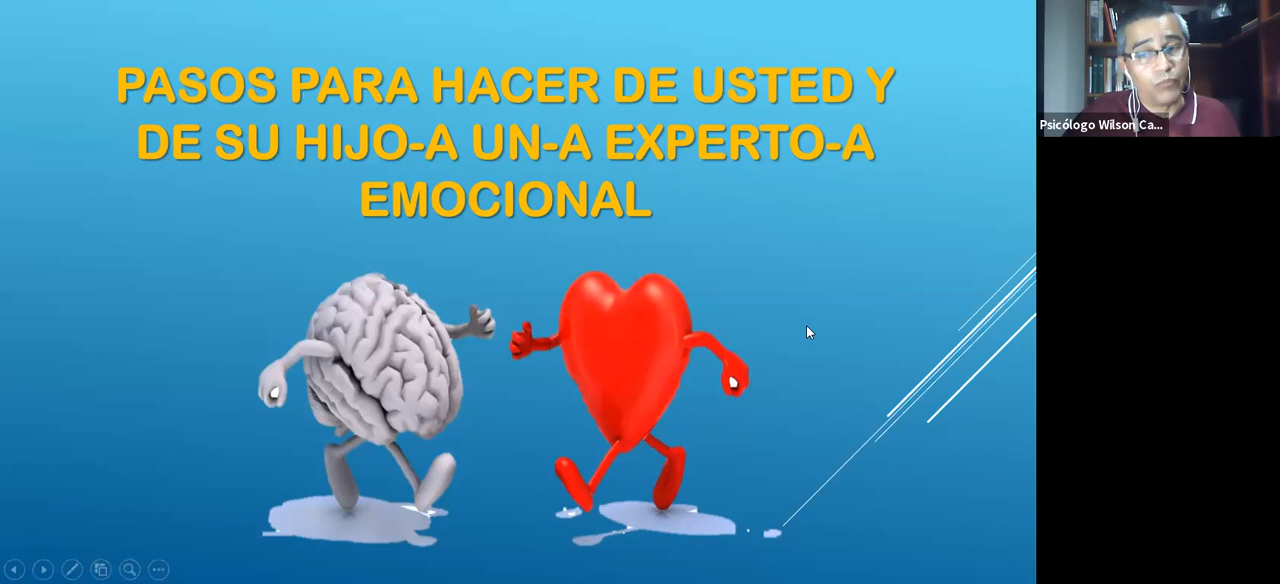 PASOS PARA HACER DE USTED Y
DE SU HIJO-A UN-A EXPERTO-A
EMOCIONAL
Psicólogo Wilson Ca...